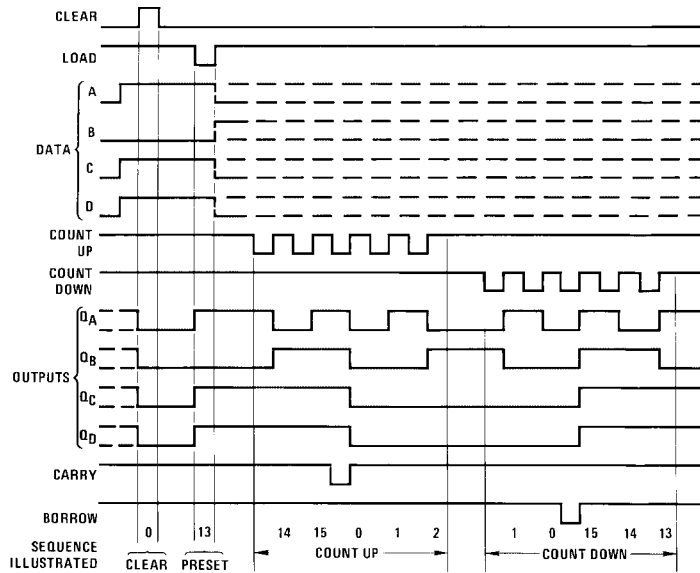 CLEAR
LOAD
A
B
DATA
C
D
COUNT
UP
COUNT
DOWN
QA
QB
OUTPUTS
QC
QD
CARRY
BORROW
0 13 14 15 0 1 2 1 0 15 14 13
SEQUENCE
ILLUSTRATED CLEAR PRESET COUNT UP COUNT DOWN